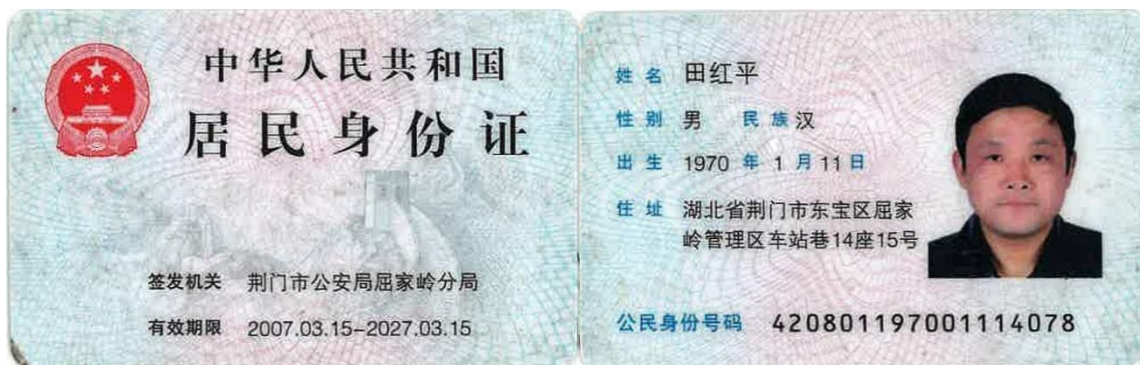 中华人民共和国
居民身份证
签发机关 荆门市公安局屈家岭分局
有效期限 2007.03.15-2027.03.15
姓名 田红平
性别 男 民族 汉
出生 1970 年 1 月 11 日
住址 湖北省荆门市东宝区屈家
岭管理区车站巷14座15号
公民身份号码 420801197001114078